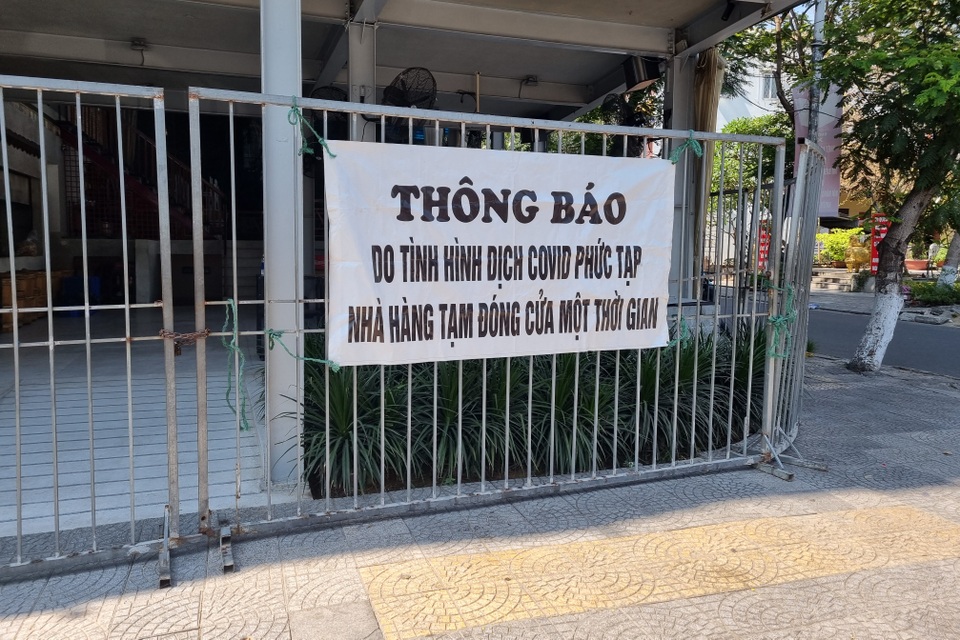 THÔNG BÁO
DO TÌNH HÌNH DỊCH COVID PHỨC TẠP
NHÀ HÀNG TẠM ĐÓNG CỬA MỘT THỜI GIAN